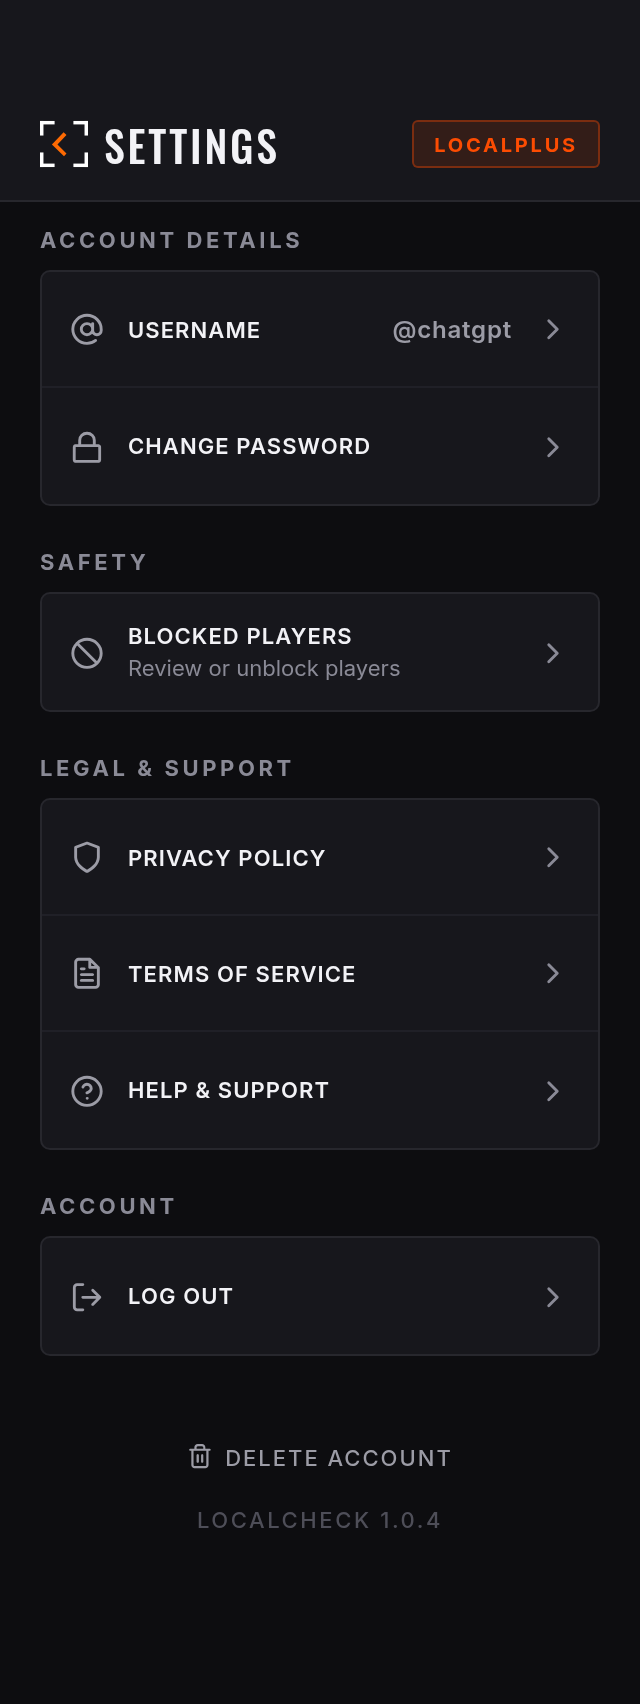 SETTINGS
LOCALPLUS
ACCOUNT DETAILS
USERNAME @chatgpt
CHANGE PASSWORD
SAFETY
BLOCKED PLAYERS
Review or unblock players
LEGAL & SUPPORT
PRIVACY POLICY
TERMS OF SERVICE
HELP & SUPPORT
ACCOUNT
LOG OUT
DELETE ACCOUNT
LOCALCHECK 1.0.4